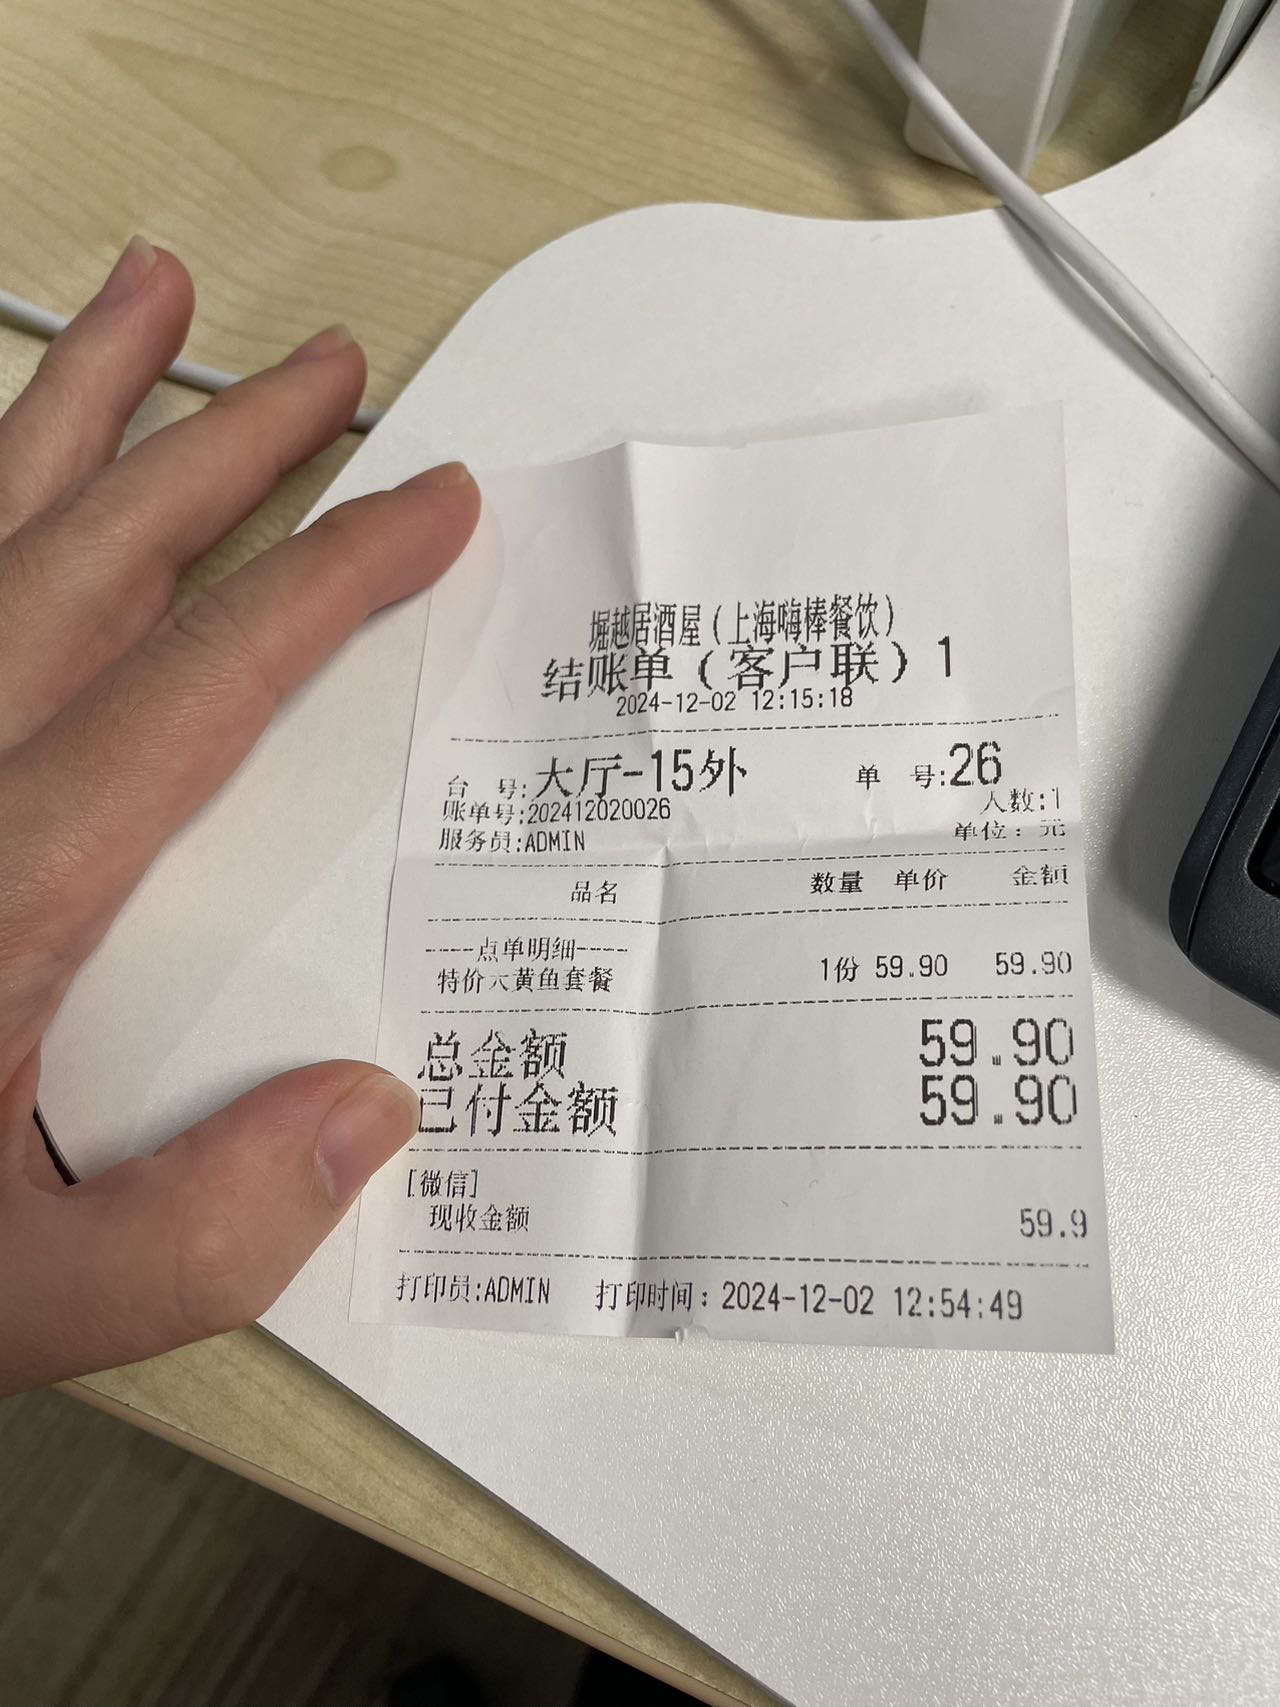 堀越居酒屋（上海嗨棒餐饮）
结账单（客户联）1
2024-12-02 12:15:18
台 号:大厅-15外 单 号:26
账单号:202412020026 人数:1
服务员:ADMIN 单位：元
品名 数量 单价 金额
-----点单明细-----
特价大黄鱼套餐 1份 59.90 59.90
总金额 59.90
已付金额 59.90
[微信]
现收金额 59.9
打印员:ADMIN 打印时间：2024-12-02 12:54:49